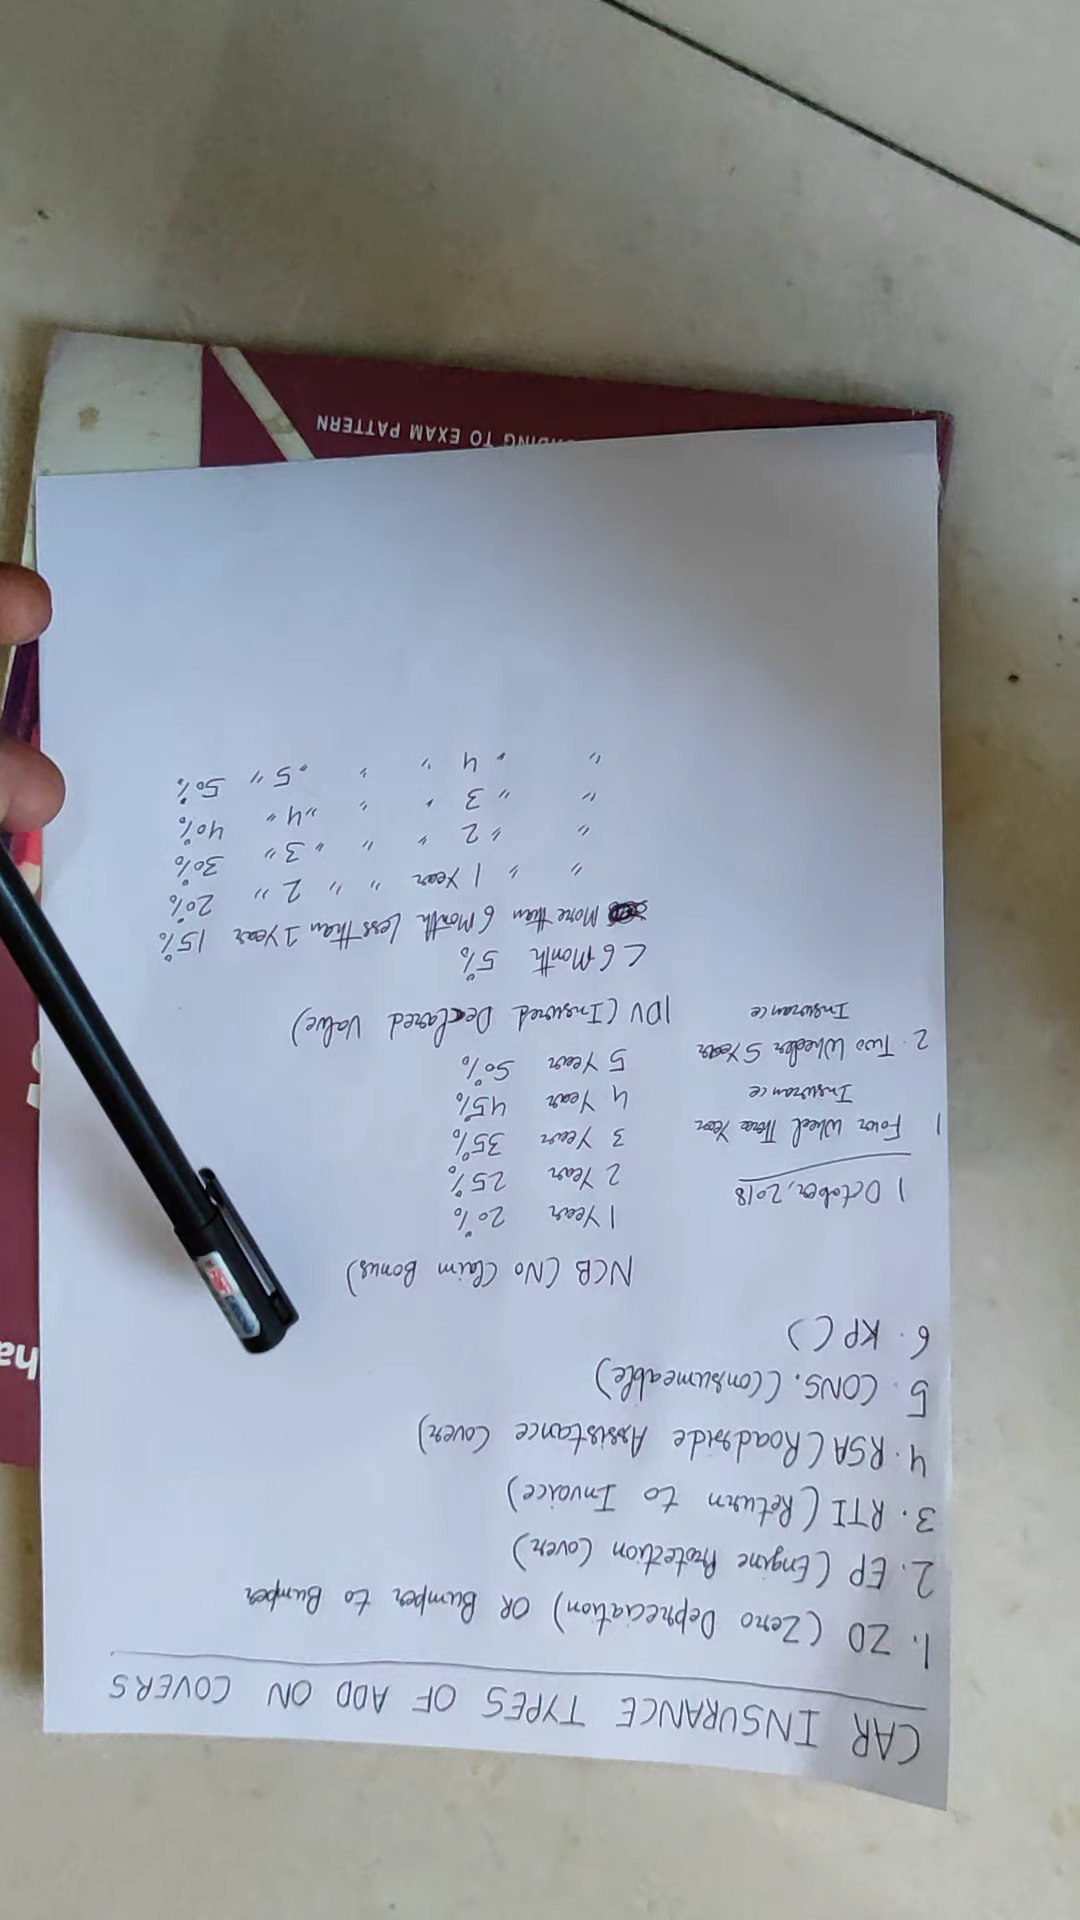 CAR INSURANCE TYPES OF ADD ON COVERS
1. ZD (Zero Depreciation) OR Bumper to Bumper
2. EP (Engine Protection Cover)
3. RTI (Return to Invoice)
4. RSA (Roadside Assistance Cover)
5. CONS. (Consumeable)
6. KP ( )
NCB (No Claim Bonus)
1 Year 20%
2 Year 25%
3 Year 35%
4 Year 45%
5 Year 50%
1 October, 2018
1 Four Wheel Three Year
Insurance
2. Two Wheeler 5 Year
Insurance
IDV (Insured Declared Value)
< 6 Month 5%
More than 6 Month Less than 1 Year 15%
" " 1 Year " " 2 " 20%
" " 2 " " " 3 " 30%
" " 3 " " " 4 " 40%
" " 4 " " " 5 " 50%
DING TO EXAM PATTERN
ha